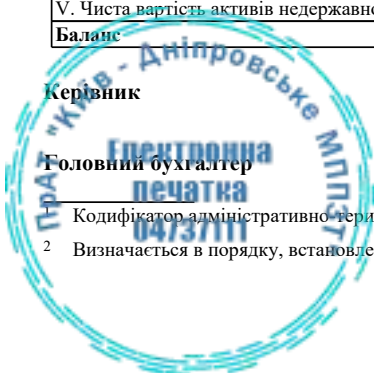 V. Чиста вартість активів недержавно
Баланс
Керівник
Головний бухгалтер
Кодифікатор адміністративно-тери
2 Визначається в порядку, встановле
ПрАТ "Київ - Дніпровське МППЗТ"
Електронна
печатка
04737111